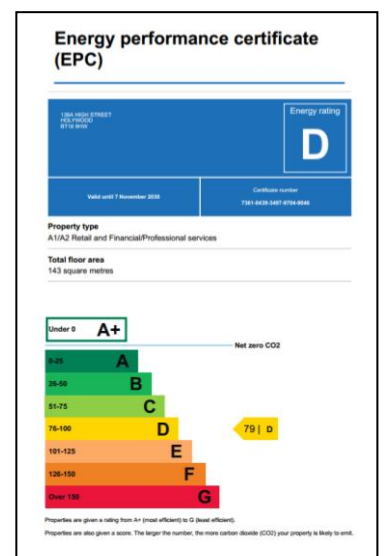 Energy performance certificate
(EPC)
Energy rating
D
HIGH STREET
HOLYWOOD
BT18
Valid until 7 November 2030
Certificate number
Property type
A1/A2 Retail and Financial/Professional services
Total floor area
143 square metres
Under 0 A+
Net zero CO2
0-25 A
26-50 B
51-75 C
76-100 D
79 | D
101-125 E
126-150 F
Over 150 G
Properties are given a rating from A+ (most efficient) to G (least efficient).
Properties are also given a score. The larger the number, the more carbon dioxide (CO2) your property is likely to emit.